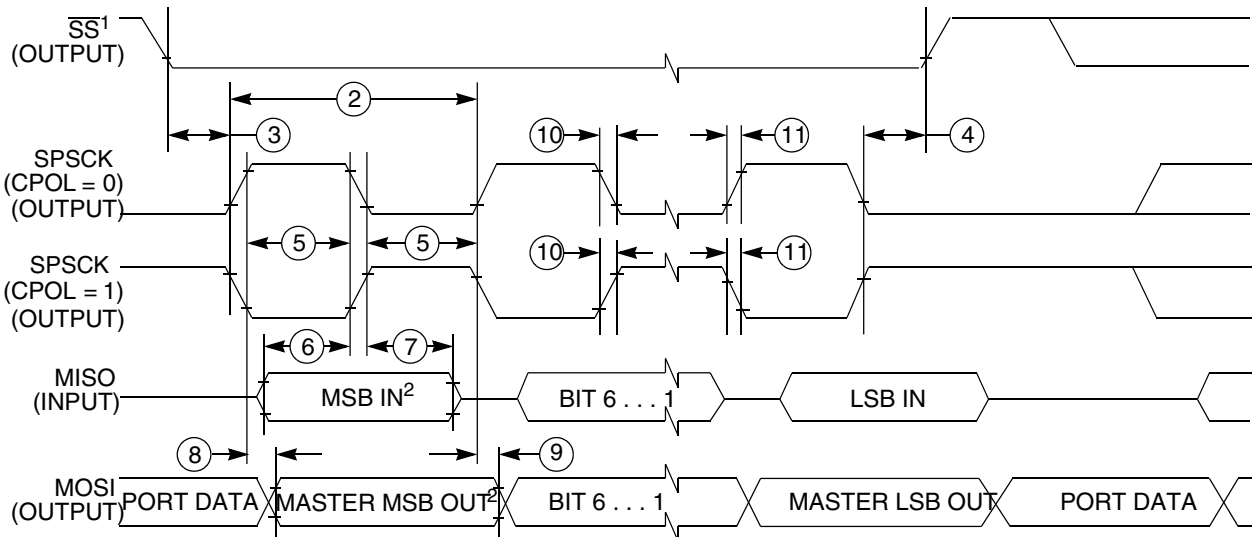 SS¹
(OUTPUT)
2
3
10
11
4
SPSCK
(CPOL = 0)
(OUTPUT)
5
5
SPSCK
(CPOL = 1)
(OUTPUT)
10
11
6
7
MISO
(INPUT)
MSB IN²
BIT 6 . . . 1
LSB IN
8
9
MOSI
(OUTPUT)
PORT DATA
MASTER MSB OUT²
BIT 6 . . . 1
MASTER LSB OUT
PORT DATA